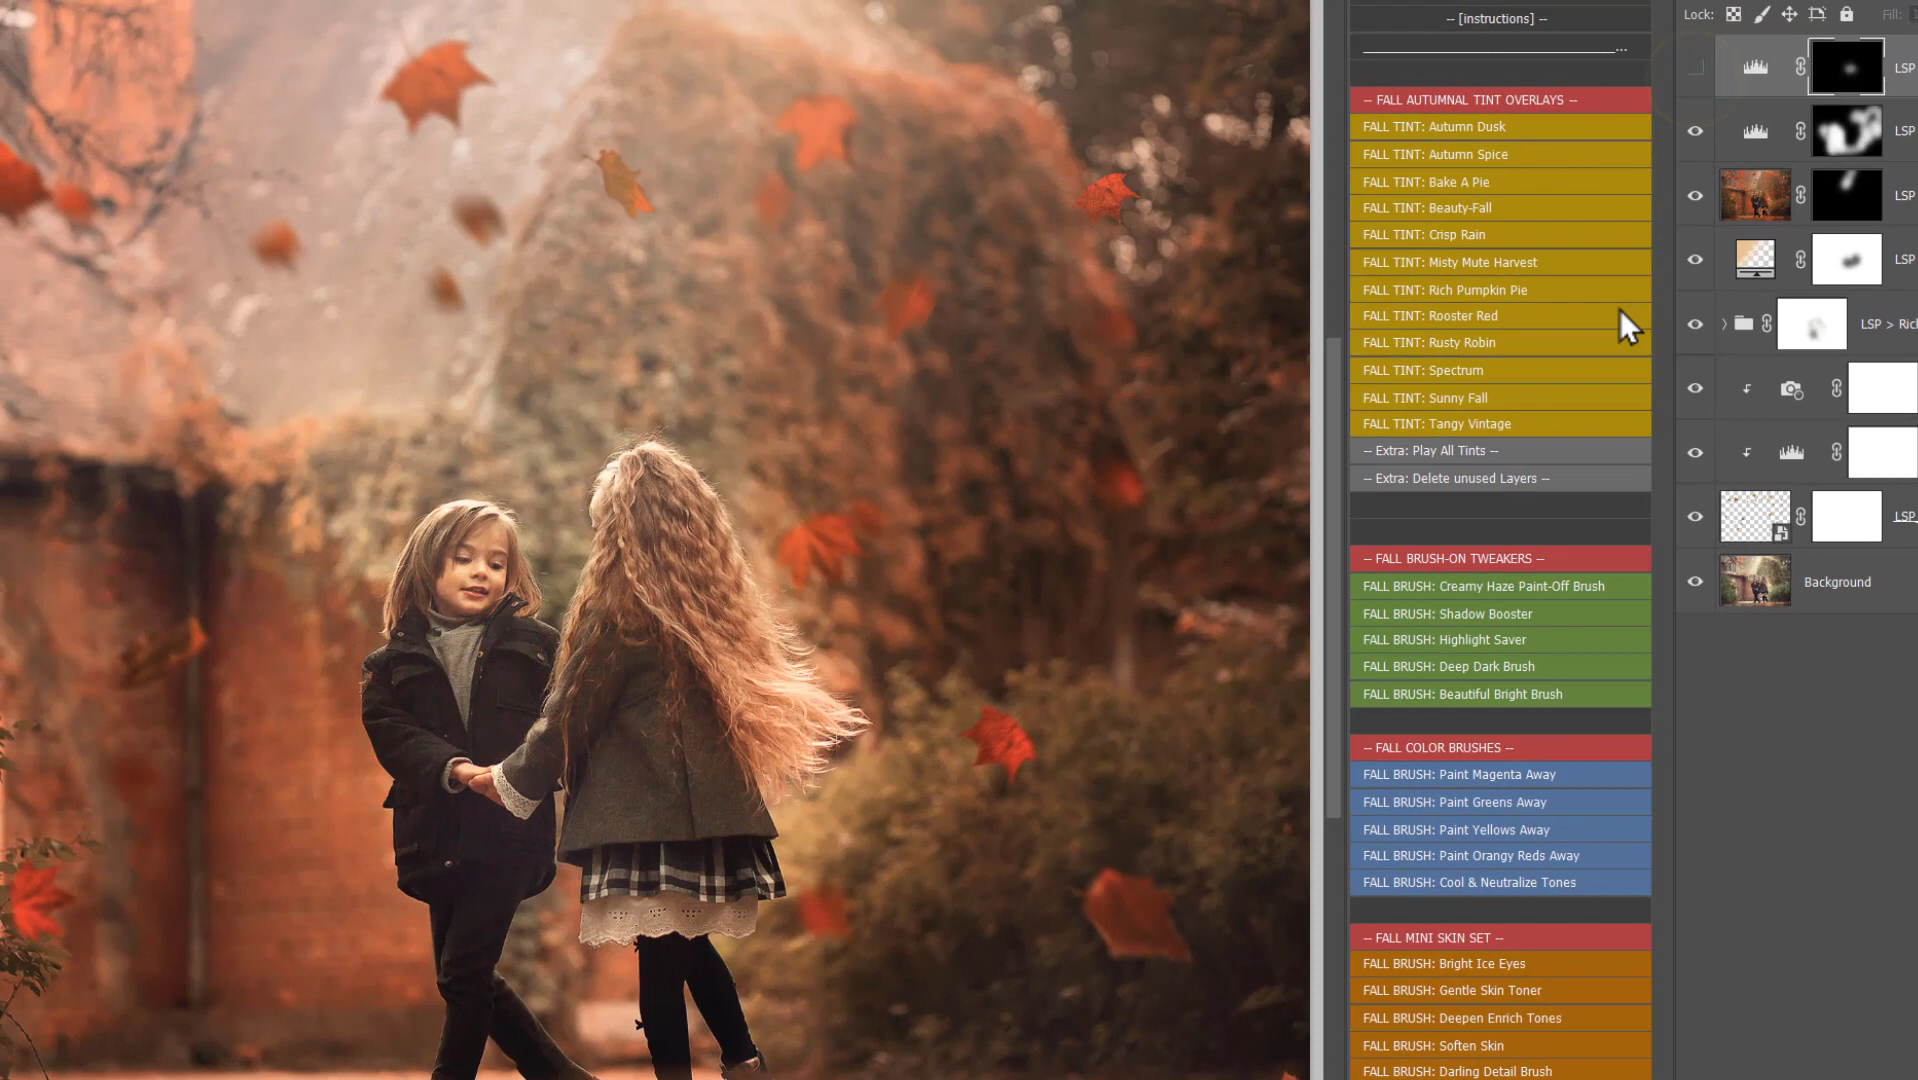 -- [instructions] --
___________________________________...
-- FALL AUTUMNAL TINT OVERLAYS --
FALL TINT: Autumn Dusk
FALL TINT: Autumn Spice
FALL TINT: Bake A Pie
FALL TINT: Beauty-Fall
FALL TINT: Crisp Rain
FALL TINT: Misty Mute Harvest
FALL TINT: Rich Pumpkin Pie
FALL TINT: Rooster Red
FALL TINT: Rusty Robin
FALL TINT: Spectrum
FALL TINT: Sunny Fall
FALL TINT: Tangy Vintage
-- Extra: Play All Tints --
-- Extra: Delete unused Layers --
-- FALL BRUSH-ON TWEAKERS --
FALL BRUSH: Creamy Haze Paint-Off Brush
FALL BRUSH: Shadow Booster
FALL BRUSH: Highlight Saver
FALL BRUSH: Deep Dark Brush
FALL BRUSH: Beautiful Bright Brush
-- FALL COLOR BRUSHES --
FALL BRUSH: Paint Magenta Away
FALL BRUSH: Paint Greens Away
FALL BRUSH: Paint Yellows Away
FALL BRUSH: Paint Orangy Reds Away
FALL BRUSH: Cool & Neutralize Tones
-- FALL MINI SKIN SET --
FALL BRUSH: Bright Ice Eyes
FALL BRUSH: Gentle Skin Toner
FALL BRUSH: Deepen Enrich Tones
FALL BRUSH: Soften Skin
FALL BRUSH: Darling Detail Brush
Lock:
Fill:
LSP
LSP
LSP
LSP
LSP > Ric
LSP
Background